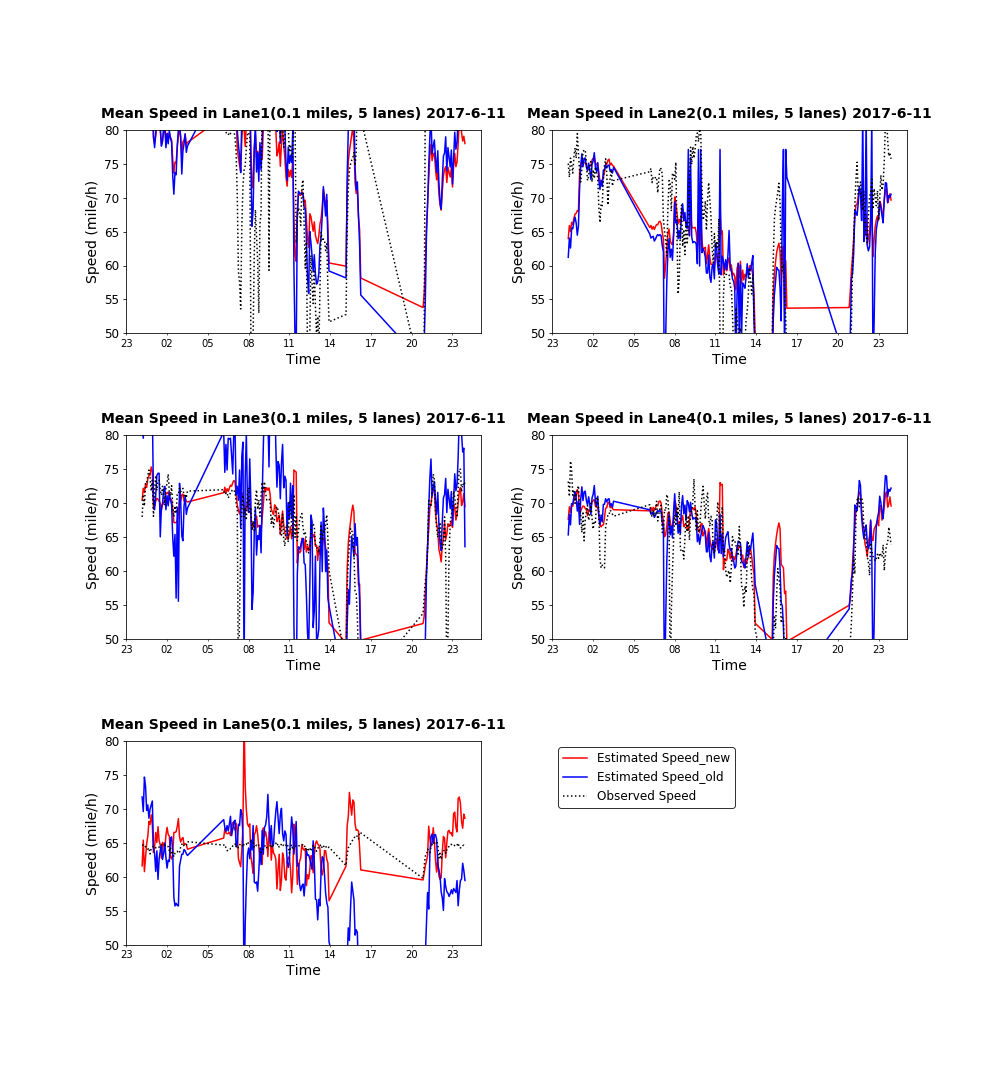 Mean Speed in Lane1(0.1 miles, 5 lanes) 2017-6-11
80
75
70
65
60
55
50
Speed (mile/h)
23 02 05 08 11 14 17 20 23
Time
Mean Speed in Lane2(0.1 miles, 5 lanes) 2017-6-11
80
75
70
65
60
55
50
Speed (mile/h)
23 02 05 08 11 14 17 20 23
Time
Mean Speed in Lane3(0.1 miles, 5 lanes) 2017-6-11
80
75
70
65
60
55
50
Speed (mile/h)
23 02 05 08 11 14 17 20 23
Time
Mean Speed in Lane4(0.1 miles, 5 lanes) 2017-6-11
80
75
70
65
60
55
50
Speed (mile/h)
23 02 05 08 11 14 17 20 23
Time
Mean Speed in Lane5(0.1 miles, 5 lanes) 2017-6-11
80
75
70
65
60
55
50
Speed (mile/h)
23 02 05 08 11 14 17 20 23
Time
Estimated Speed_new
Estimated Speed_old
Observed Speed